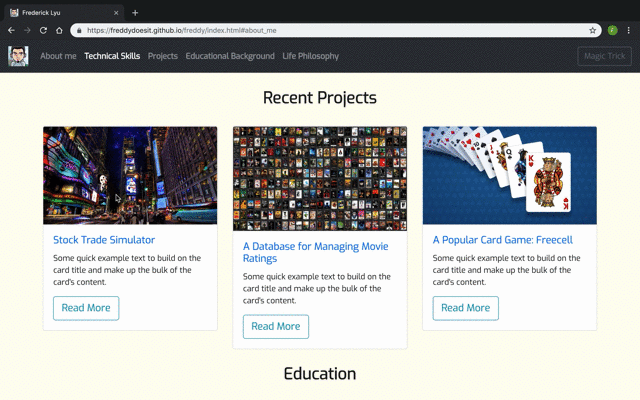 Frederick Lyu
https://freddydoesit.github.io/freddy/index.html#about_me
About me Technical Skills Projects Educational Background Life Philosophy Magic Trick
Recent Projects
Stock Trade Simulator
Some quick example text to build on the
card title and make up the bulk of the
card's content.
Read More
A Database for Managing Movie
Ratings
Some quick example text to build on the
card title and make up the bulk of the
card's content.
Read More
A Popular Card Game: Freecell
Some quick example text to build on the
card title and make up the bulk of the
card's content.
Read More
Education